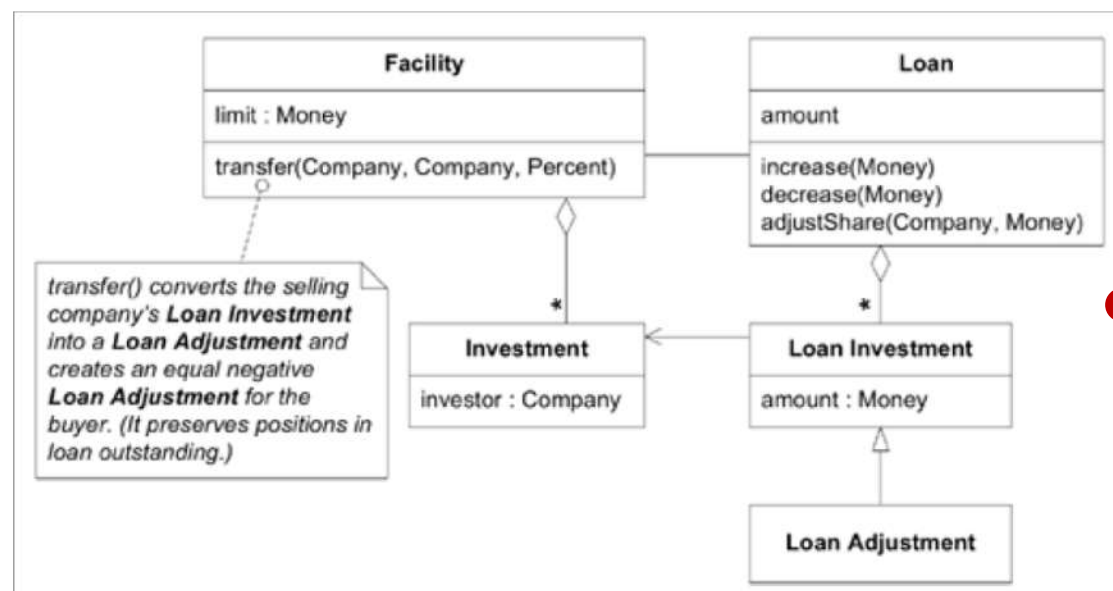 Facility
limit : Money
transfer(Company, Company, Percent)
Loan
amount
increase(Money)
decrease(Money)
adjustShare(Company, Money)
transfer() converts the selling
company's Loan Investment
into a Loan Adjustment and
creates an equal negative
Loan Adjustment for the
buyer. (It preserves positions in
loan outstanding.)
*
*
Investment
investor : Company
Loan Investment
amount : Money
Loan Adjustment